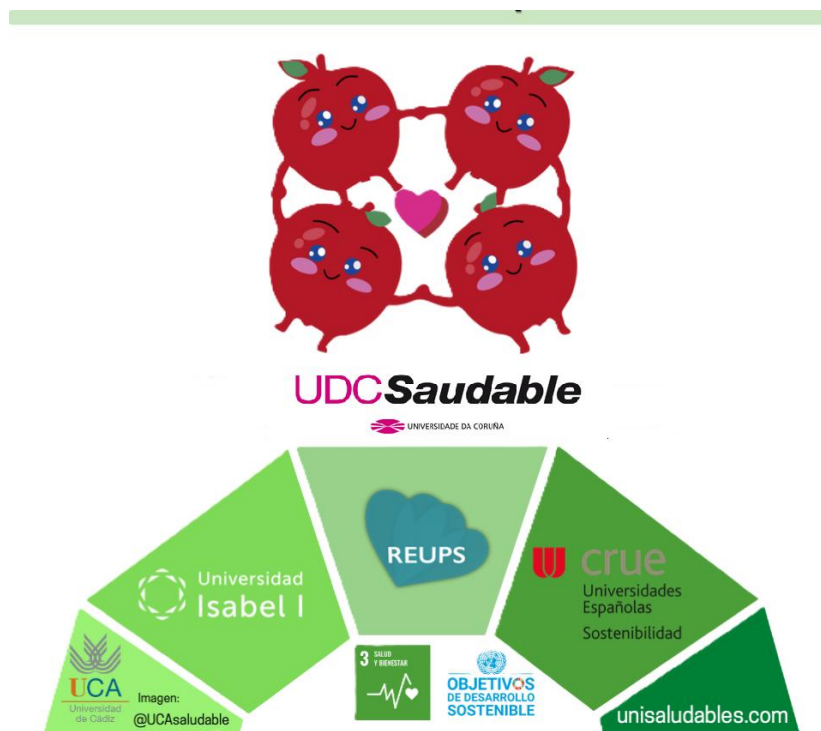 UDCSaudable
UNIVERSIDADE DA CORUÑA
REUPS
Universidad
Isabel I
crue
Universidades
Españolas
Sostenibilidad
UCA
Universidad
de Cádiz
Imagen:
@UCAsaludable
3 SALUD
Y BIENESTAR
OBJETIVOS
DE DESARROLLO
SOSTENIBLE
unisaludables.com